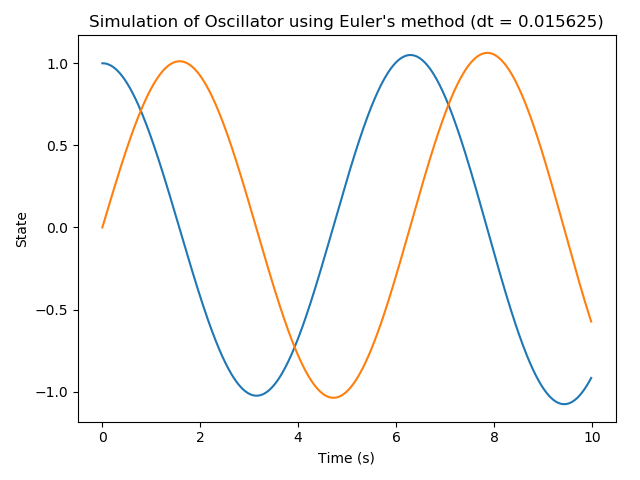 Simulation of Oscillator using Euler's method (dt = 0.015625)
1.0
0.5
0.0
−0.5
−1.0
State
0 2 4 6 8 10
Time (s)